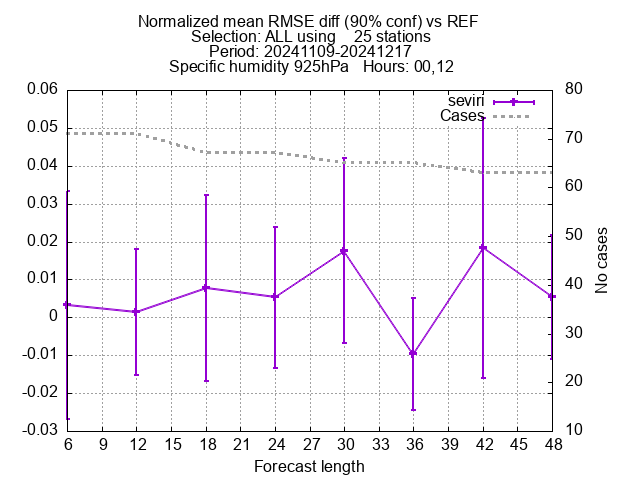 Normalized mean RMSE diff (90% conf) vs REF
Selection: ALL using    25 stations
Period: 20241109-20241217
Specific humidity 925hPa   Hours: 00,12
seviri
Cases
0.06
0.05
0.04
0.03
0.02
0.01
0
-0.01
-0.02
-0.03
80
70
60
50
40
30
20
10
No cases
6 9 12 15 18 21 24 27 30 33 36 39 42 45 48
Forecast length